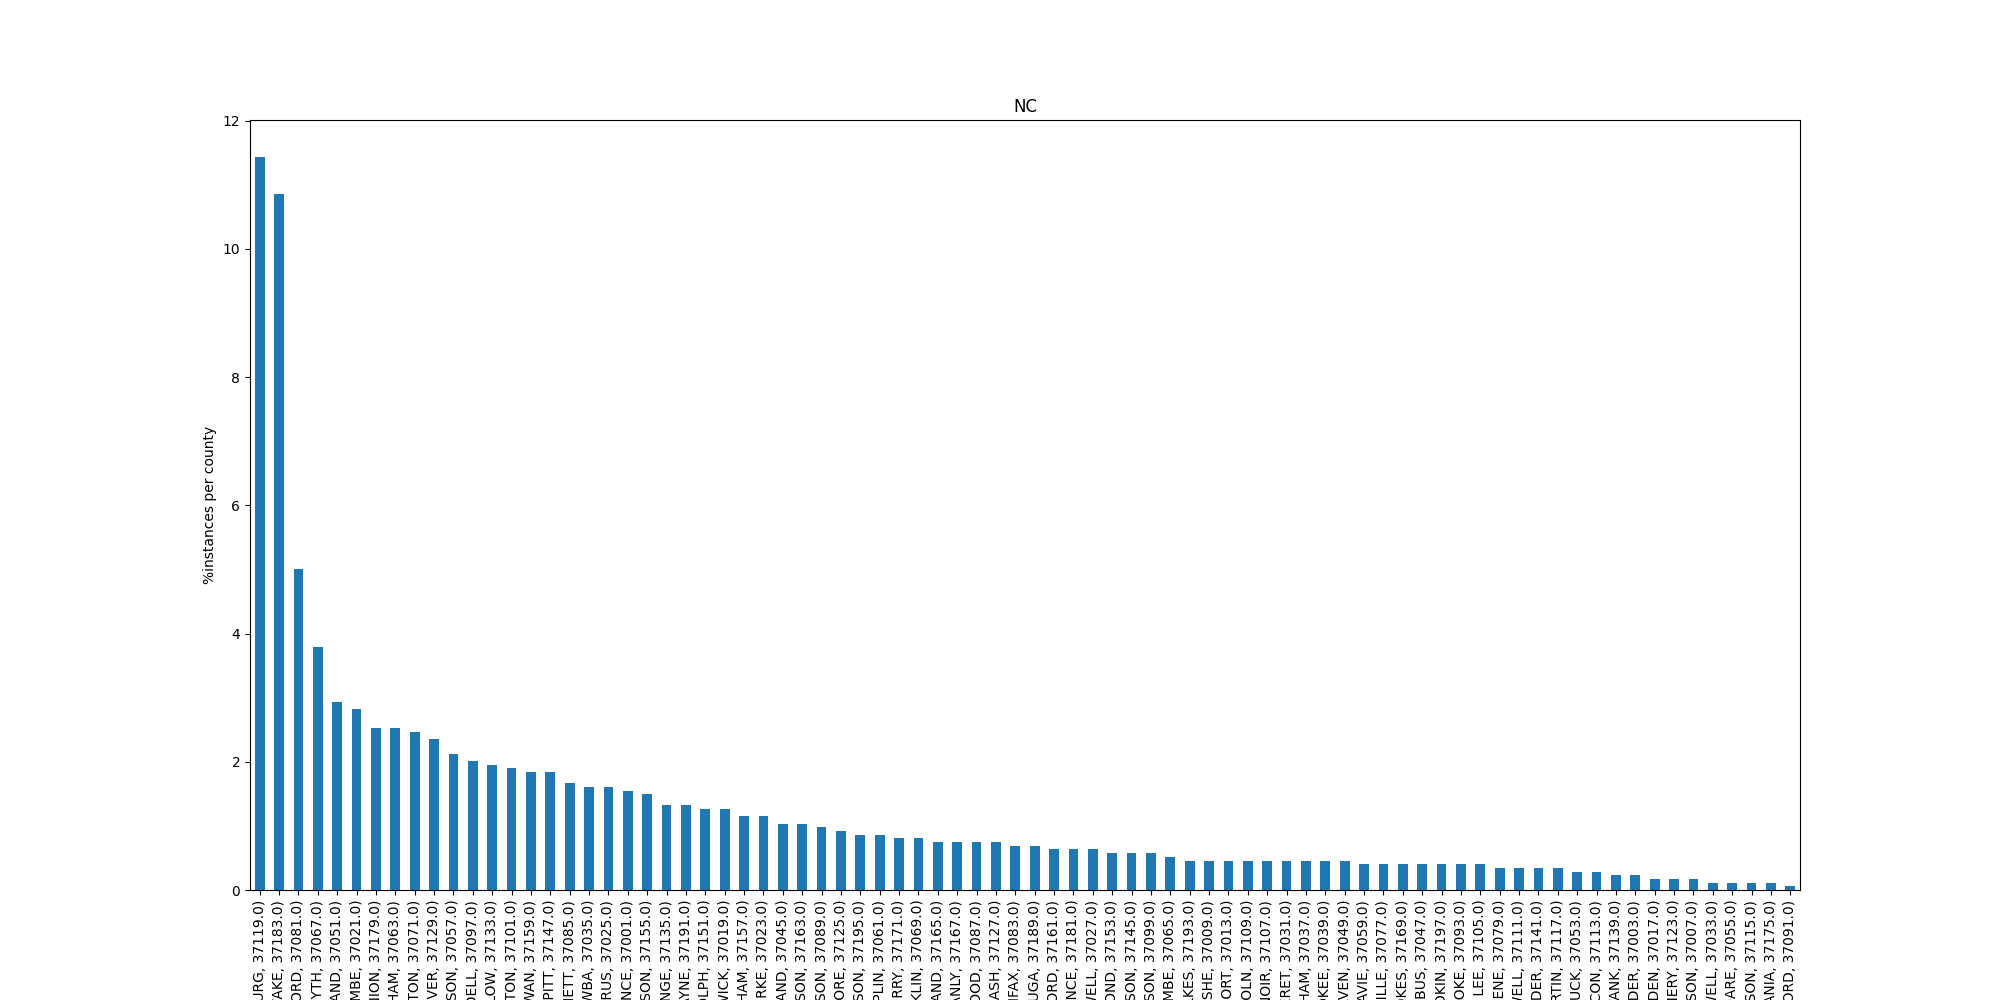 NC
12
10
8
6
4
2
0
%instances per county
URG, 37119.0)
AKE, 37183.0)
ORD, 37081.0)
YTH, 37067.0)
AND, 37051.0)
MBE, 37021.0)
NION, 37179.0)
HAM, 37063.0)
TON, 37071.0)
VER, 37129.0)
SON, 37057.0)
DELL, 37097.0)
LOW, 37133.0)
TON, 37101.0)
WAN, 37159.0)
PITT, 37147.0)
NETT, 37085.0)
WBA, 37035.0)
RUS, 37025.0)
NCE, 37001.0)
SON, 37155.0)
NGE, 37135.0)
AYNE, 37191.0)
OLPH, 37151.0)
WICK, 37019.0)
HAM, 37157.0)
RKE, 37023.0)
AND, 37045.0)
SON, 37163.0)
SON, 37089.0)
ORE, 37125.0)
SON, 37195.0)
PLIN, 37061.0)
RRY, 37171.0)
KLIN, 37069.0)
AND, 37165.0)
ANLY, 37167.0)
OOD, 37087.0)
ASH, 37127.0)
IFAX, 37083.0)
UGA, 37189.0)
ORD, 37161.0)
NCE, 37181.0)
WELL, 37027.0)
OND, 37153.0)
SON, 37145.0)
SON, 37099.0)
MBE, 37065.0)
LKES, 37193.0)
SHE, 37009.0)
ORT, 37013.0)
OLN, 37109.0)
NOIR, 37107.0)
ERET, 37031.0)
HAM, 37037.0)
OKEE, 37039.0)
VEN, 37049.0)
AVIE, 37059.0)
ILLE, 37077.0)
OKES, 37169.0)
BUS, 37047.0)
DKIN, 37197.0)
OKE, 37093.0)
LEE, 37105.0)
ENE, 37079.0)
WELL, 37111.0)
DER, 37141.0)
RTIN, 37117.0)
UCK, 37053.0)
CON, 37113.0)
ANK, 37139.0)
DER, 37003.0)
DEN, 37017.0)
MERY, 37123.0)
SON, 37007.0)
WELL, 37033.0)
ARE, 37055.0)
SON, 37115.0)
ANIA, 37175.0)
ORD, 37091.0)